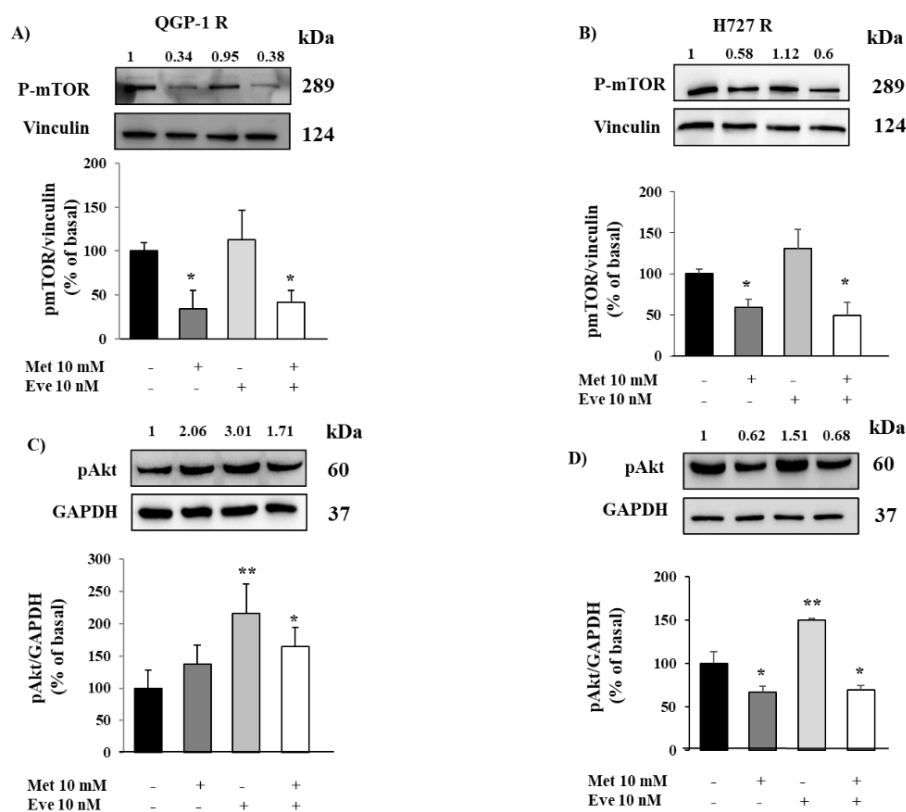 A)
QGP-1 R
kDa
1 0.34 0.95 0.38
P-mTOR 289
Vinculin 124
pmTOR/vinculin
(% of basal)
200
150
100
50
0
* *
Met 10 mM - + - +
Eve 10 nM - - + +
B)
H727 R
kDa
1 0.58 1.12 0.6
P-mTOR 289
Vinculin 124
pmTOR/vinculin
(% of basal)
200
150
100
50
0
* *
Met 10 mM - + - +
Eve 10 nM - - + +
C)
kDa
1 2.06 3.01 1.71
pAkt 60
GAPDH 37
pAkt/GAPDH
(% of basal)
300
250
200
150
100
50
0
** *
Met 10 mM - + - +
Eve 10 nM - - + +
D)
kDa
1 0.62 1.51 0.68
pAkt 60
GAPDH 37
pAkt/GAPDH
(% of basal)
200
150
100
50
0
* ** *
Met 10 mM - + - +
Eve 10 nM - - + +